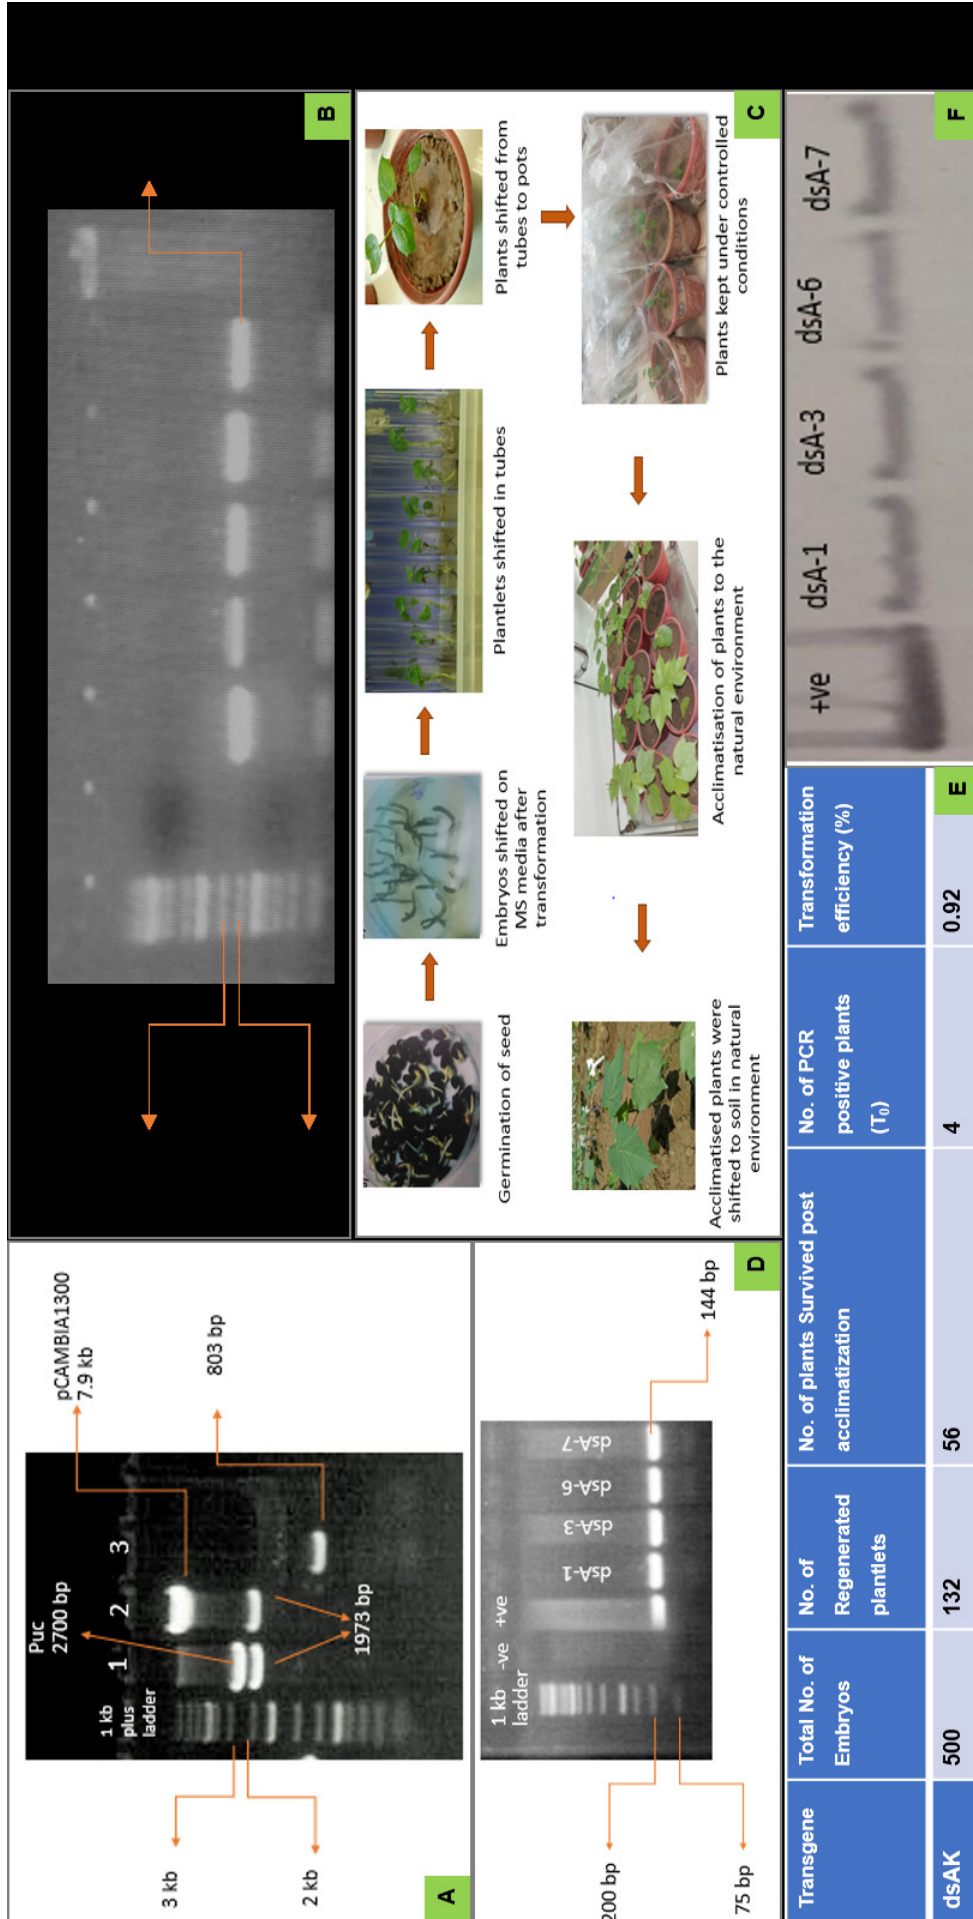 Puc
2700 bp
pCAMBIA1300
7.9 kb
1 kb
plus
ladder
1
2
3
803 bp
3 kb
2 kb
1973 bp
A
B
Germination of seed
Embryos shifted on
MS media after
transformation
Plantlets shifted in tubes
Plants shifted from
tubes to pots
Acclimatised plants were
shifted to soil in natural
environment
Acclimatisation of plants to the
natural environment
Plants kept under controlled
conditions
C
1 kb
ladder
-ve
+ve
dsA-1
dsA-3
dsA-6
dsA-7
200 bp
75 bp
144 bp
D
Transgene
Total No. of
Embryos
No. of
Regenerated
plantlets
No. of plants Survived post
acclimatization
No. of PCR
positive plants
(T₀)
Transformation
efficiency (%)
dsAK
500
132
56
4
0.92
E
+ve
dsA-1
dsA-3
dsA-6
dsA-7
F